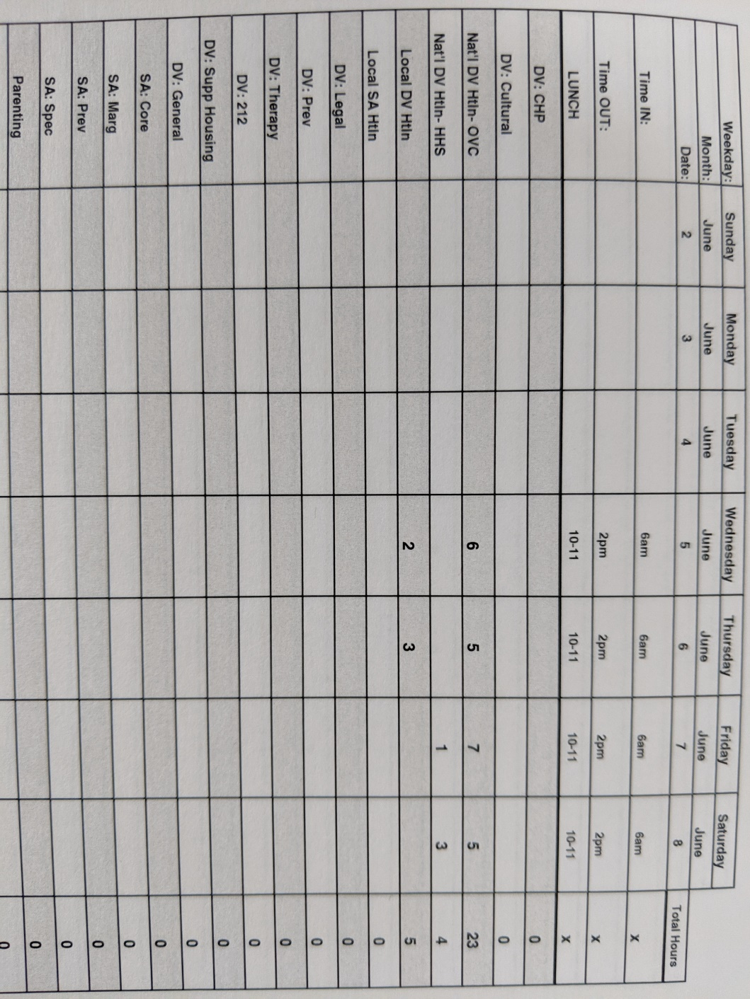 Weekday: Sunday Monday Tuesday Wednesday Thursday Friday Saturday
Month: June June June June June June June
Date: 2 3 4 5 6 7 8 Total Hours
Time IN: 6am 6am 6am 6am X
Time OUT: 2pm 2pm 2pm 2pm X
LUNCH 10-11 10-11 10-11 10-11 X
DV: CHP 0
DV: Cultural 0
Nat'l DV Htln- OVC 6 5 7 5 23
Nat'l DV Htln- HHS 1 3 4
Local DV Htln 2 3 5
Local SA Htln 0
DV: Legal 0
DV: Prev 0
DV: Therapy 0
DV: 212 0
DV: Supp Housing 0
DV: General 0
SA: Core 0
SA: Marg 0
SA: Prev 0
SA: Spec 0
Parenting 0
0